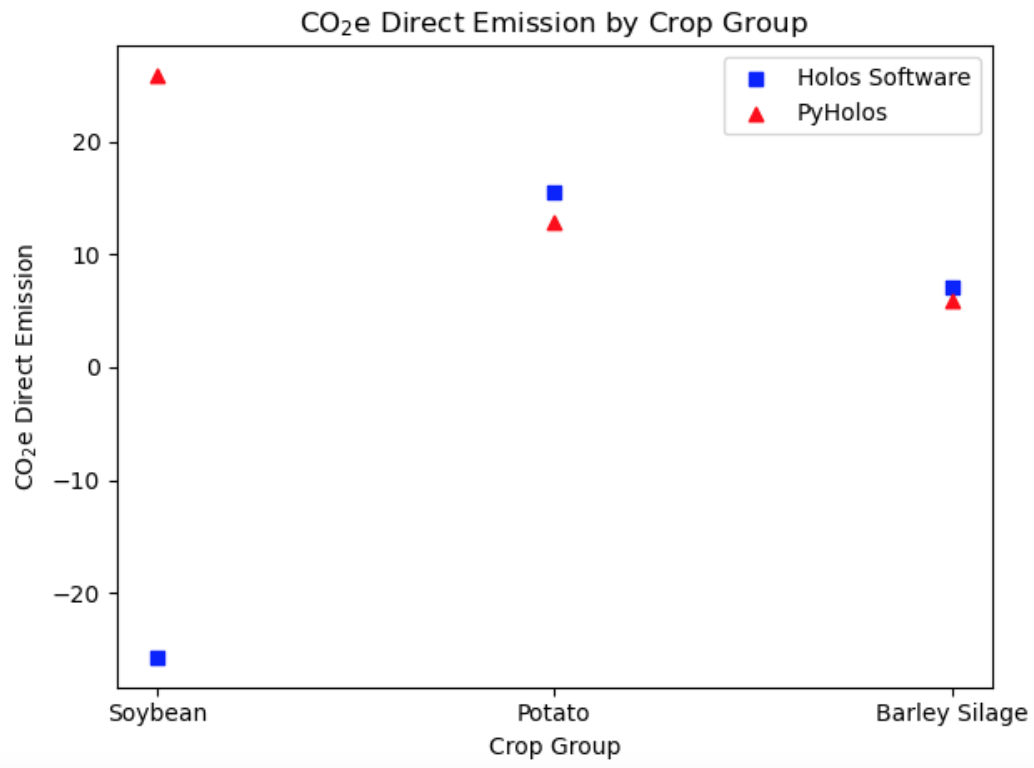 CO₂e Direct Emission by Crop Group
Holos Software
PyHolos
CO₂e Direct Emission
20
10
0
−10
−20
Soybean Potato Barley Silage
Crop Group